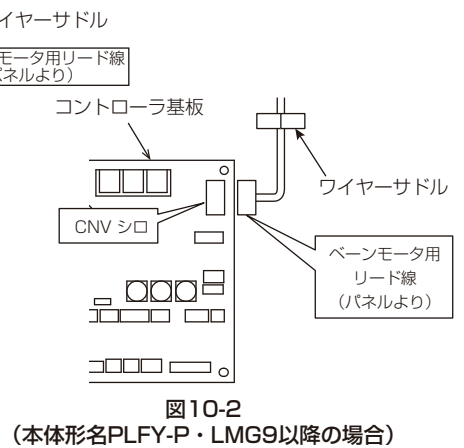 イヤーサドル
モータ用リード線
パネルより）
コントローラ基板
ワイヤーサドル
CNV シロ
ベーンモータ用
リード線
（パネルより）
図10-2
（本体形名PLFY-P・LMG9以降の場合）